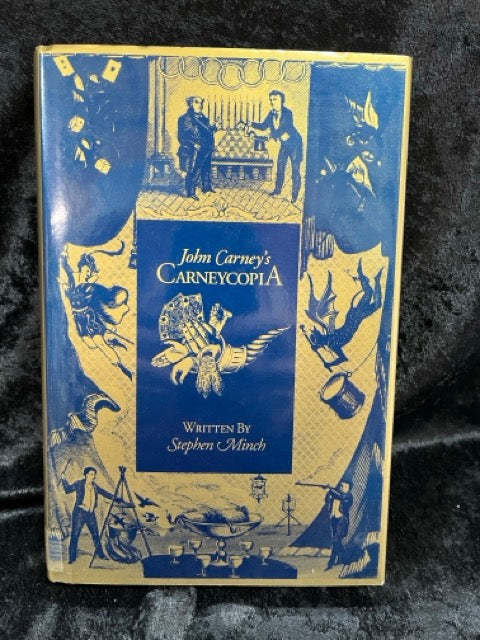 John Carney's
CARNEYCOPIA
WRITTEN BY
Stephen Minch